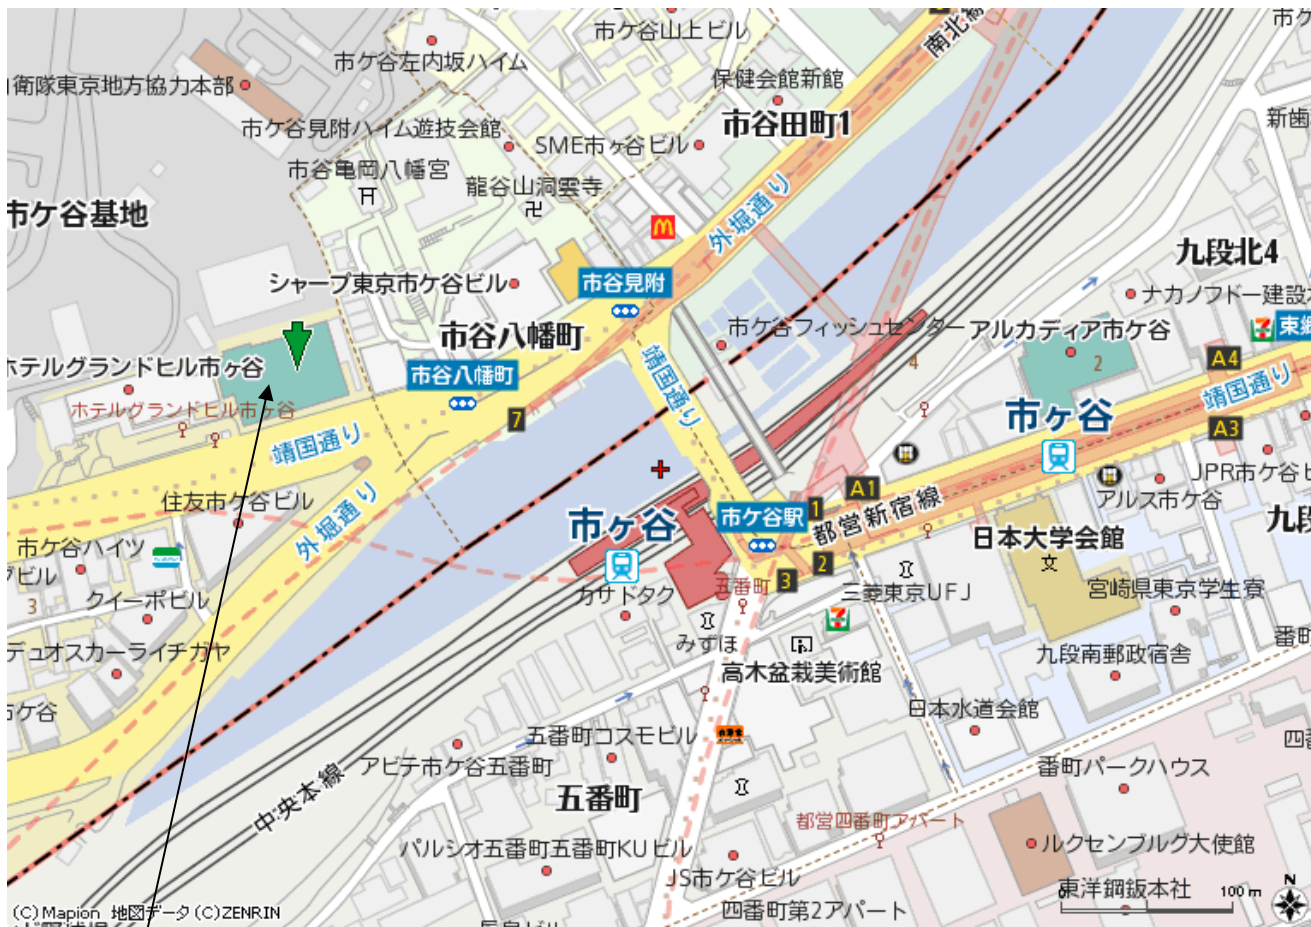 市ケ谷山上ビル
南北線
市ケ谷左内坂ハイム
保健会館新館
衛隊東京地方協力本部
市谷田町1
市ケ谷見附ハイム遊技会館
SME市ヶ谷ビル
市谷亀岡八幡宮
龍谷山洞雲寺
市ケ谷基地
外堀通り
九段北4
シャープ東京市ケ谷ビル
市谷見附
ナカノフドー建設
市谷八幡町
市ケ谷フィッシュセンター
アルカディア市ケ谷
東郷
ホテルグランドヒル市ヶ谷
市谷八幡町
靖国通り
4
2
A4
ホテルグランドヒル市ヶ谷
7
市ヶ谷
靖国通り
A3
靖国通り
JPR市ケ谷ビ
住友市ケ谷ビル
外堀通り
A1
アルス市ケ谷
市ヶ谷
市ケ谷駅
1
都営新宿線
日本大学会館
九段
市ケ谷ハイツ
グビル
2
3
五番町
三菱東京UFJ
宮崎県東京学生寮
3
クイーポビル
カサドタク
みずほ
番町
デュオスカーライチガヤ
高木盆栽美術館
九段南郵政宿舎
日本水道会館
五番町コスモビル
アビテ市ケ谷五番町
番町パークハウス
中央本線
五番町
都営四番町アパート
パルシオ五番町五番町KUビル
ルクセンブルグ大使館
JS市ケ谷ビル
東洋鋼鈑本社
100m
N
四番町第2アパート
(C)Mapion 地図データ(C)ZENRIN